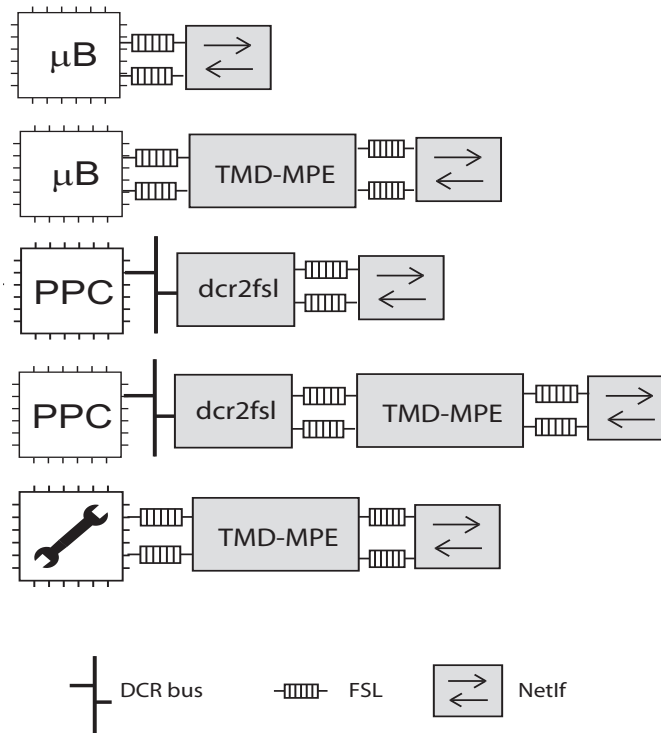 μB
μB
TMD-MPE
PPC
dcr2fsl
PPC
dcr2fsl
TMD-MPE
TMD-MPE
DCR bus
FSL
NetIf